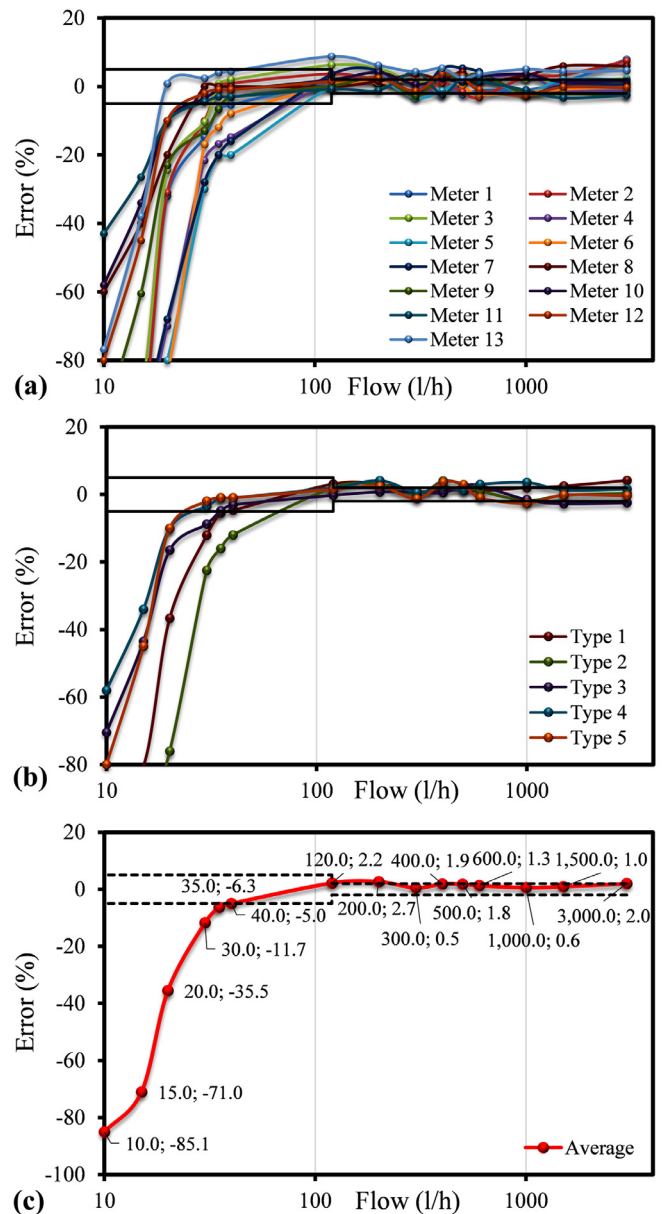 20
0
-20
-40
-60
-80
Error (%)
Meter 1 Meter 2
Meter 3 Meter 4
Meter 5 Meter 6
Meter 7 Meter 8
Meter 9 Meter 10
Meter 11 Meter 12
Meter 13
10 100 1000
(a) Flow (l/h)
20
0
-20
-40
-60
-80
Error (%)
Type 1
Type 2
Type 3
Type 4
Type 5
10 100 1000
(b) Flow (l/h)
20
0
-20
-40
-60
-80
-100
Error (%)
120.0; 2.2 400.0; 1.9 600.0; 1.3 1,500.0; 1.0
35.0; -6.3
40.0; -5.0 200.0; 2.7 500.0; 1.8 3,000.0; 2.0
300.0; 0.5 1,000.0; 0.6
30.0; -11.7
20.0; -35.5
15.0; -71.0
10.0; -85.1
Average
10 100 1000
(c) Flow (l/h)